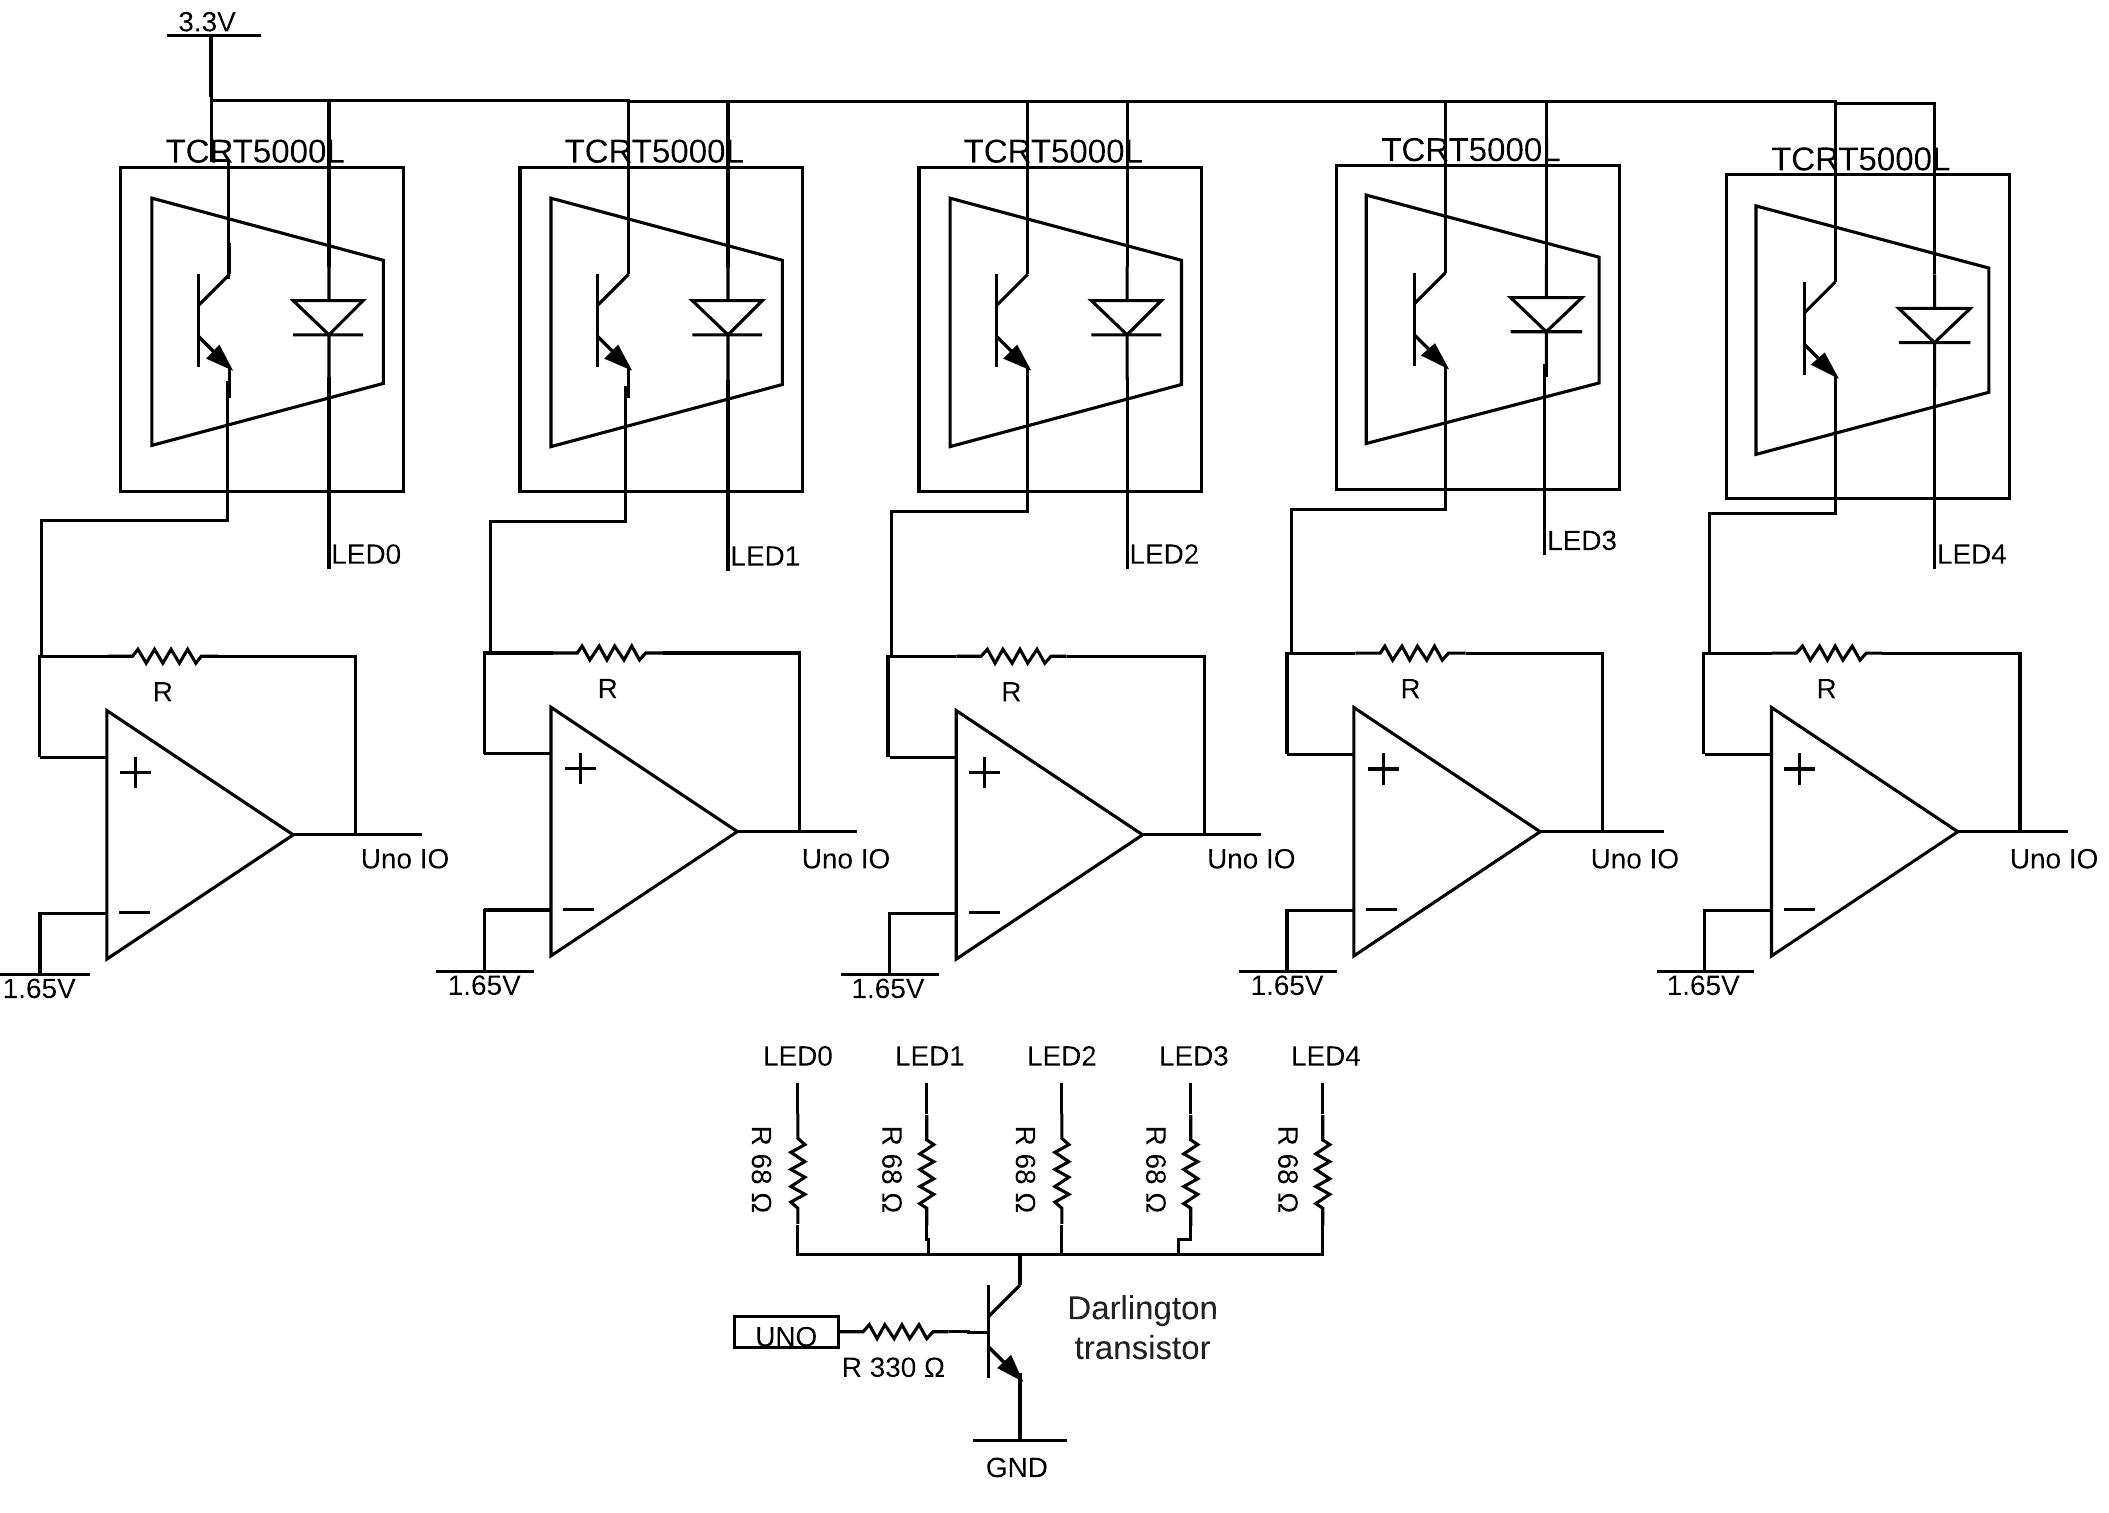 3.3V
TCRT5000L
TCRT5000L
TCRT5000L
TCRT5000L
TCRT5000L
LED0
LED1
LED2
LED3
LED4
R
R
R
R
R
+
+
+
+
+
Uno IO
Uno IO
Uno IO
Uno IO
Uno IO
−
−
−
−
−
1.65V
1.65V
1.65V
1.65V
1.65V
LED0
LED1
LED2
LED3
LED4
R 68 Ω
R 68 Ω
R 68 Ω
R 68 Ω
R 68 Ω
Darlington
transistor
UNO
R 330 Ω
GND